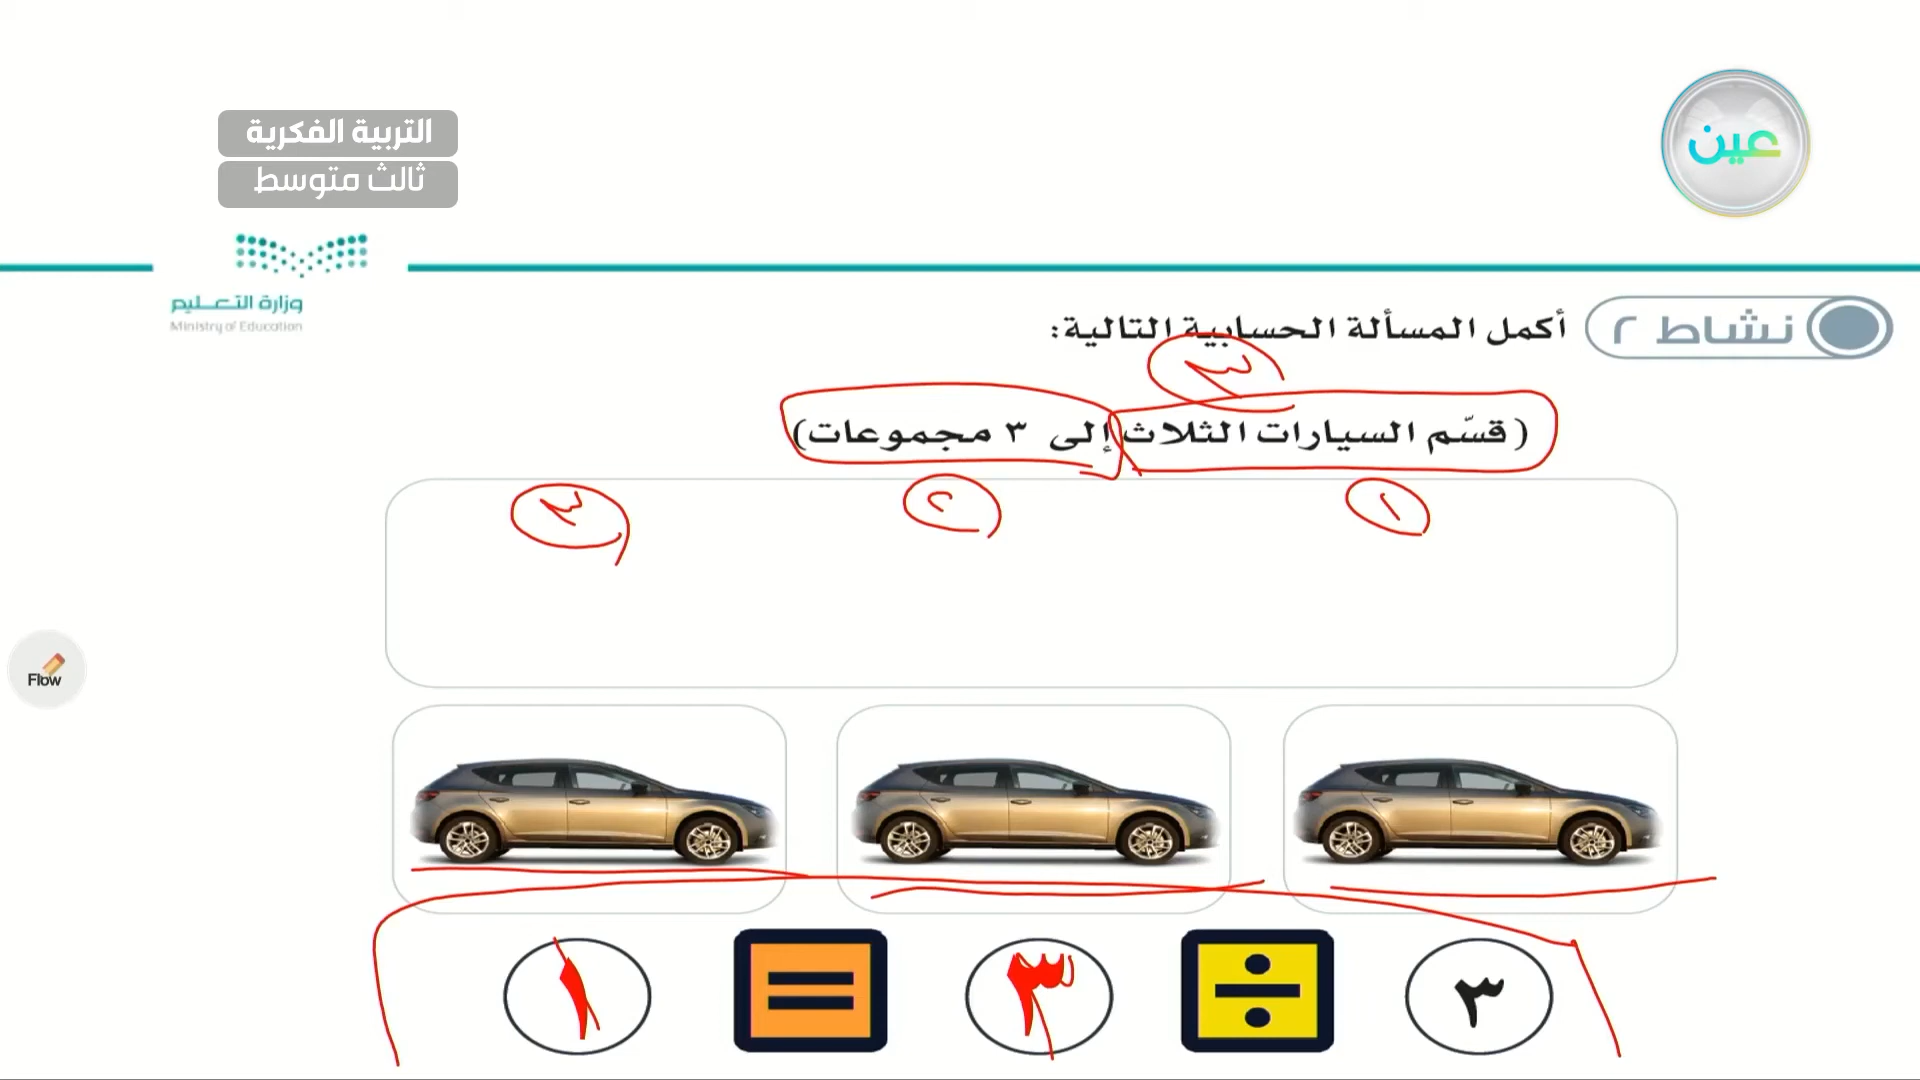 التربية الفكرية
ثالث متوسط
عين
وزارة التعليم
Ministry of Education
نشاط ٢
أكمل المسألة الحسابية التالية:
٣
(قسّم السيارات الثلاث إلى ٣ مجموعات)
١ ٢ ٣
Flow
٣ ÷ ٣ = ١